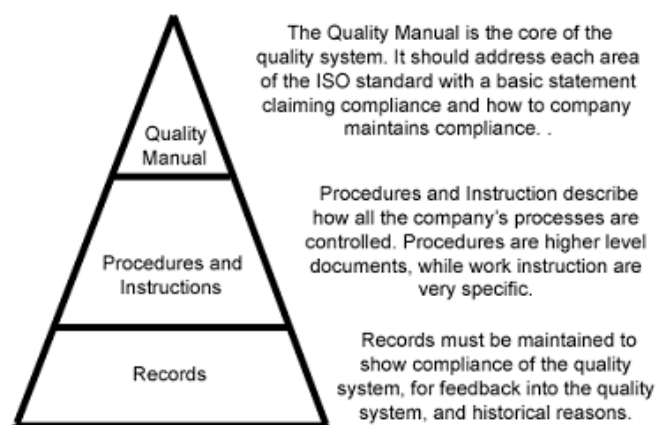 The Quality Manual is the core of the
quality system. It should address each area
of the ISO standard with a basic statement
claiming compliance and how to company
maintains compliance. .
Quality
Manual
Procedures and Instruction describe
how all the company's processes are
controlled. Procedures are higher level
documents, while work instruction are
very specific.
Procedures and
Instructions
Records must be maintained to
show compliance of the quality
system, for feedback into the quality
system, and historical reasons.
Records